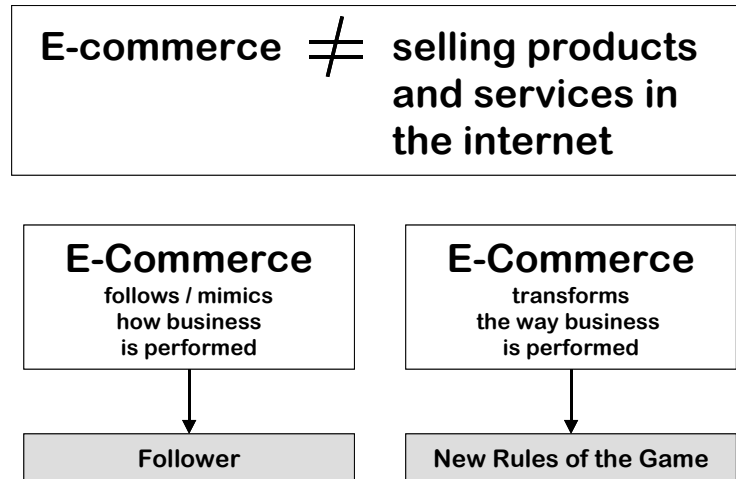 E-commerce ≠ selling products
and services in
the internet
E-Commerce
follows / mimics
how business
is performed
Follower
E-Commerce
transforms
the way business
is performed
New Rules of the Game